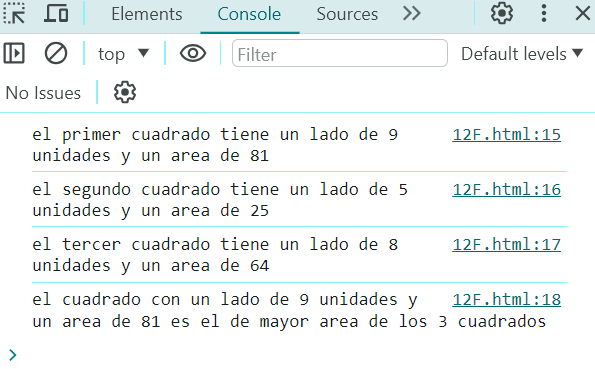 Elements Console Sources
top Filter Default levels
No Issues
el primer cuadrado tiene un lado de 9 12F.html:15
unidades y un area de 81
el segundo cuadrado tiene un lado de 5 12F.html:16
unidades y un area de 25
el tercer cuadrado tiene un lado de 8 12F.html:17
unidades y un area de 64
el cuadrado con un lado de 9 unidades y 12F.html:18
un area de 81 es el de mayor area de los 3 cuadrados